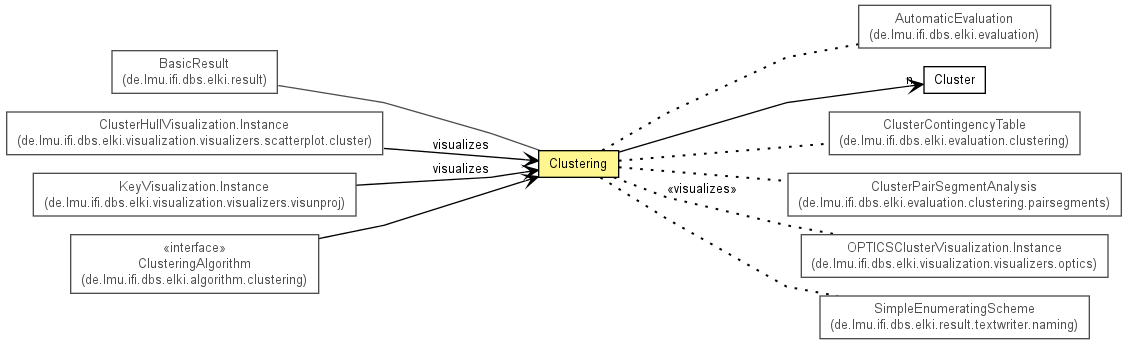 AutomaticEvaluation
(de.lmu.ifi.dbs.elki.evaluation)
BasicResult
(de.lmu.ifi.dbs.elki.result)
n
Cluster
ClusterHullVisualization.Instance
(de.lmu.ifi.dbs.elki.visualization.visualizers.scatterplot.cluster)
visualizes
ClusterContingencyTable
(de.lmu.ifi.dbs.elki.evaluation.clustering)
Clustering
visualizes
KeyVisualization.Instance
(de.lmu.ifi.dbs.elki.visualization.visualizers.visunproj)
«visualizes»
ClusterPairSegmentAnalysis
(de.lmu.ifi.dbs.elki.evaluation.clustering.pairsegments)
«interface»
ClusteringAlgorithm
(de.lmu.ifi.dbs.elki.algorithm.clustering)
OPTICSClusterVisualization.Instance
(de.lmu.ifi.dbs.elki.visualization.visualizers.optics)
SimpleEnumeratingScheme
(de.lmu.ifi.dbs.elki.result.textwriter.naming)